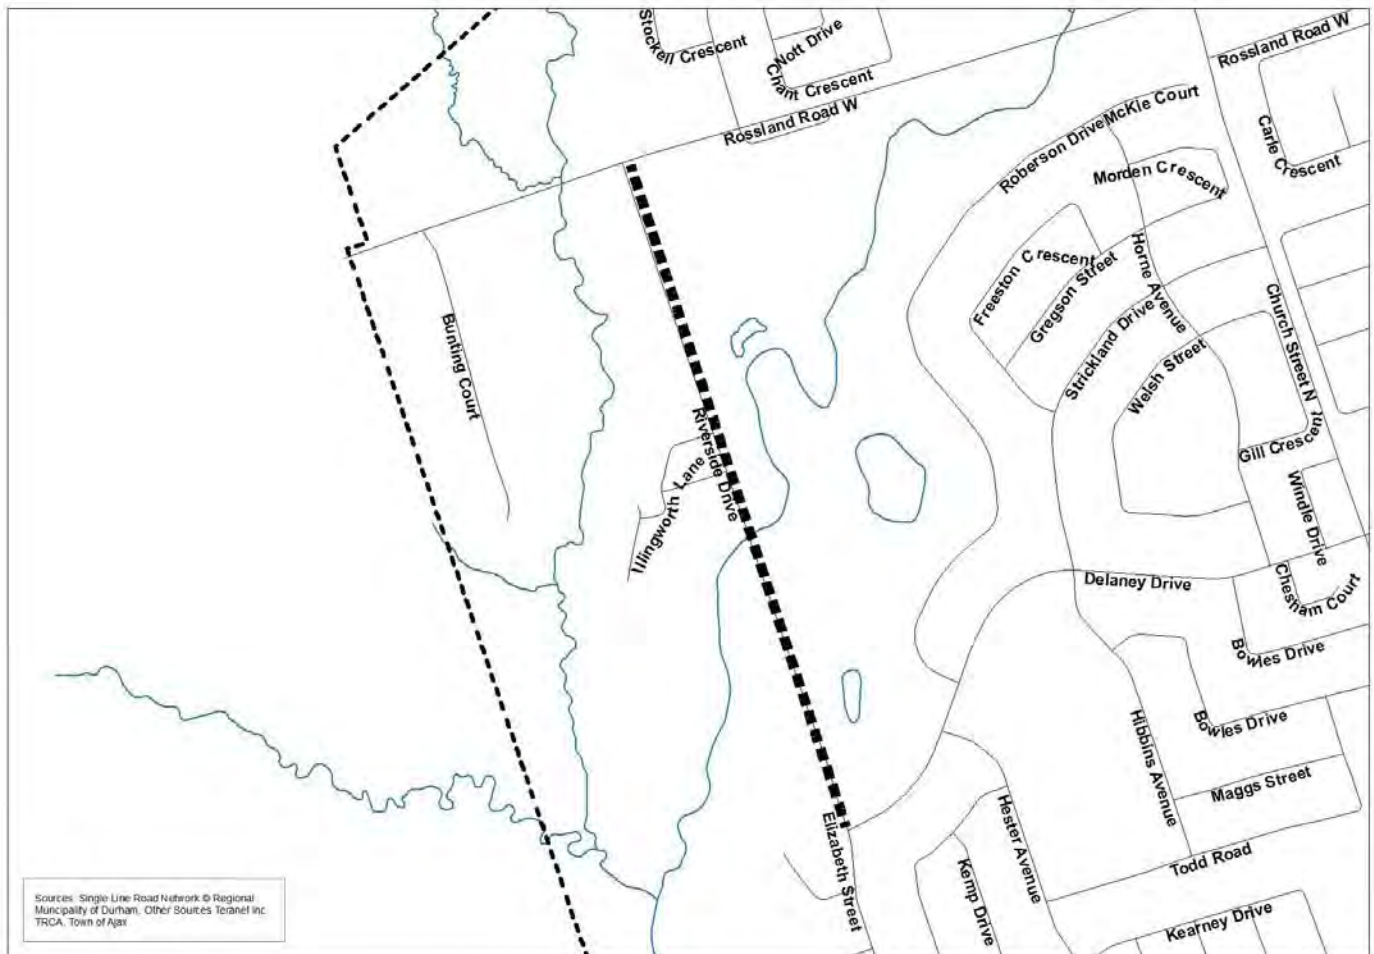 Stockell Crescent
Nott Drive
Chant Crescent
Rossland Road W
Rossland Road W
McKie Court
Roberson Drive
Carle Crescent
Morden Crescent
Freeston Crescent
Gregson Street
Horne Avenue
Strickland Drive
Welsh Street
Church Street N
Bunting Court
Riverside Drive
Illingworth Lane
Gill Crescent
Windle Drive
Delaney Drive
Chesham Court
Bowles Drive
Bowles Drive
Hibbins Avenue
Maggs Street
Hester Avenue
Elizabeth Street
Kemp Drive
Todd Road
Kearney Drive
Sources: Single Line Road Network © Regional
Municipality of Durham, Other Sources Teranet Inc.
TRCA, Town of Ajax